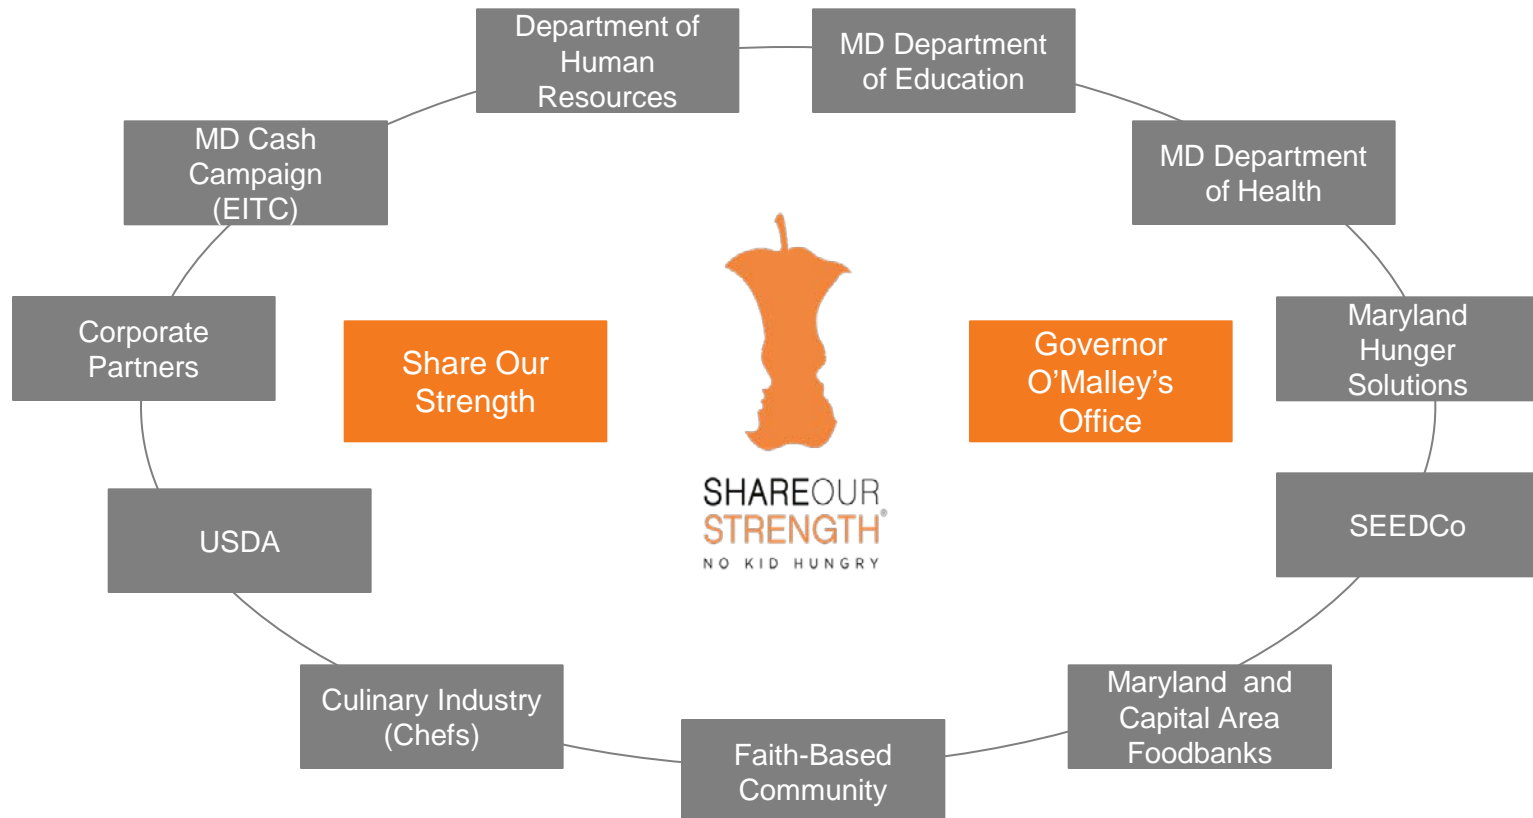 Department of
Human
Resources
MD Department
of Education
MD Cash
Campaign
(EITC)
MD Department
of Health
Corporate
Partners
Share Our
Strength
Governor
O’Malley’s
Office
Maryland
Hunger
Solutions
SHAREOUR
STRENGTH®
NO KID HUNGRY
USDA
SEEDCo
Culinary Industry
(Chefs)
Faith-Based
Community
Maryland and
Capital Area
Foodbanks